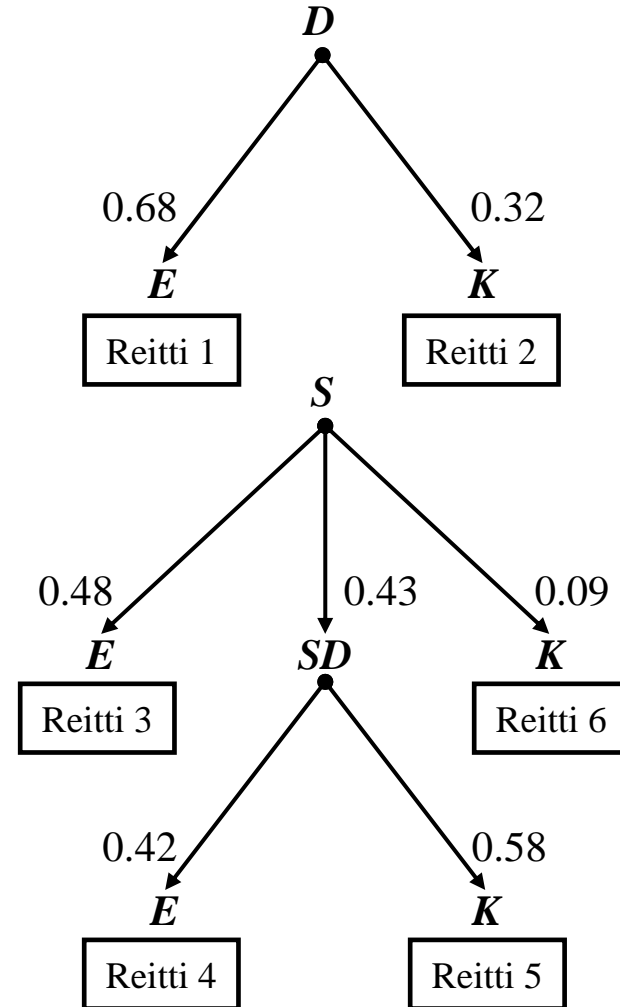 D
0.68 0.32
E K
Reitti 1 Reitti 2
S
0.48 0.43 0.09
E SD K
Reitti 3 Reitti 6
0.42 0.58
E K
Reitti 4 Reitti 5